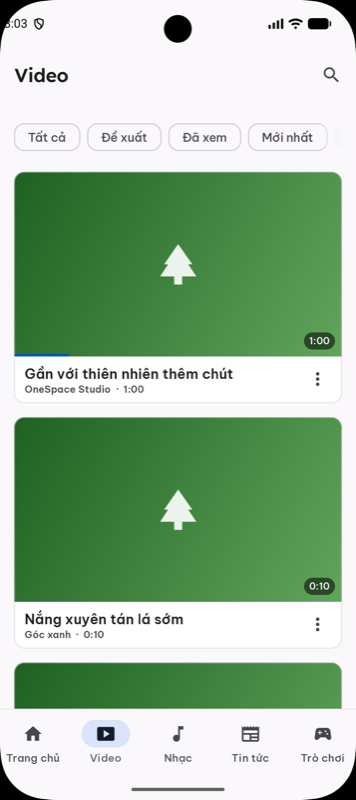 Video
Tất cả
Đề xuất
Đã xem
Mới nhất
1:00
Gần với thiên nhiên thêm chút
OneSpace Studio · 1:00
0:10
Nắng xuyên tán lá sớm
Góc xanh · 0:10
Trang chủ
Video
Nhạc
Tin tức
Trò chơi